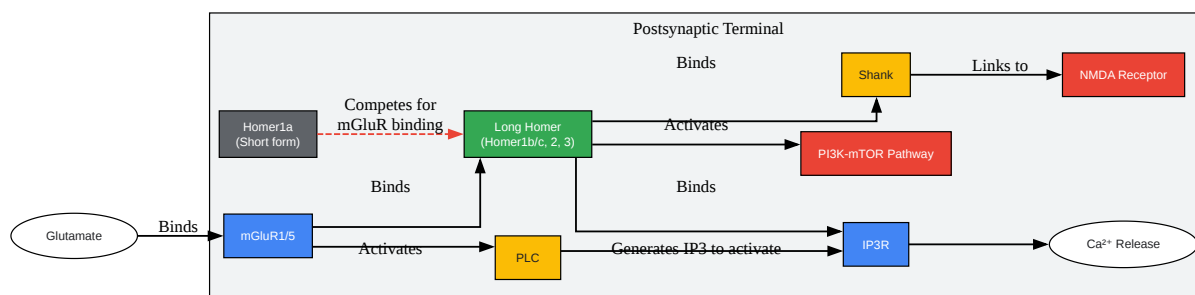 Postsynaptic Terminal
Binds
Shank
Links to
NMDA Receptor
Homer1a
(Short form)
Competes for
mGluR binding
Long Homer
(Homer1b/c, 2, 3)
Activates
PI3K-mTOR Pathway
Binds
Binds
Glutamate
Binds
mGluR1/5
Activates
PLC
Generates IP3 to activate
IP3R
Ca²⁺ Release